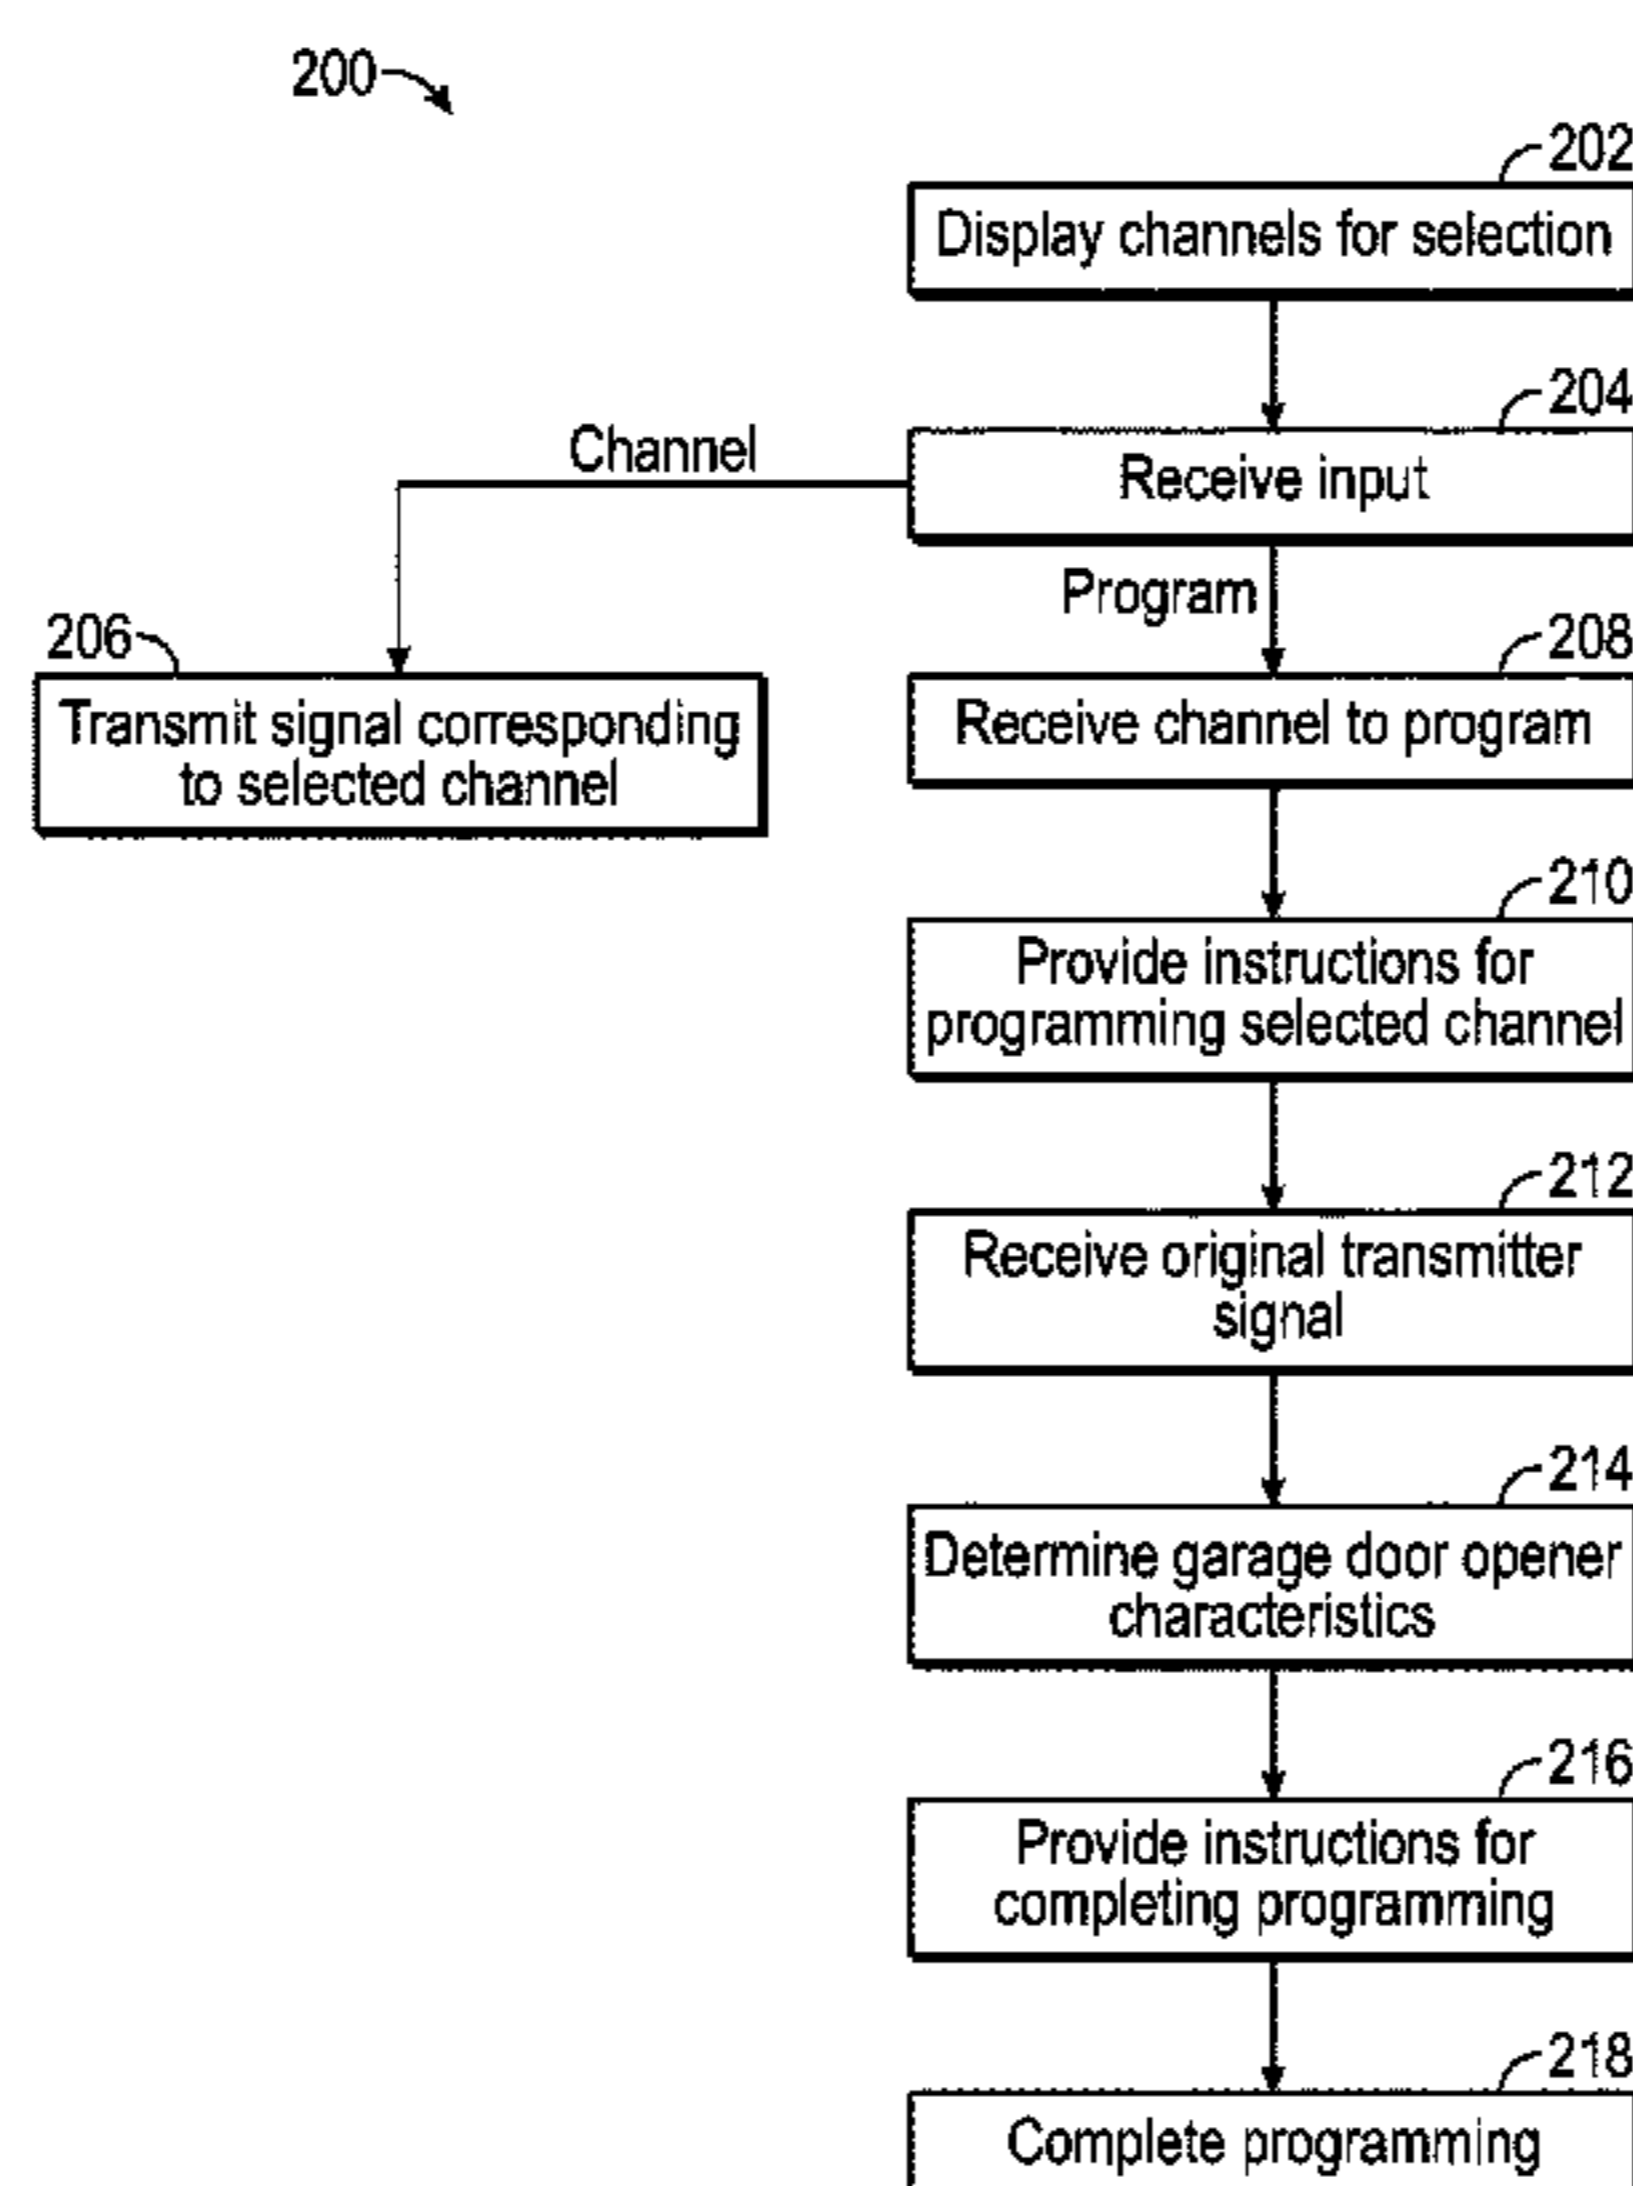 200
202
Display channels for selection
204
Channel
Receive input
Program
206
208
Transmit signal corresponding
to selected channel
Receive channel to program
210
Provide instructions for
programming selected channel
212
Receive original transmitter
signal
214
Determine garage door opener
characteristics
216
Provide instructions for
completing programming
218
Complete programming